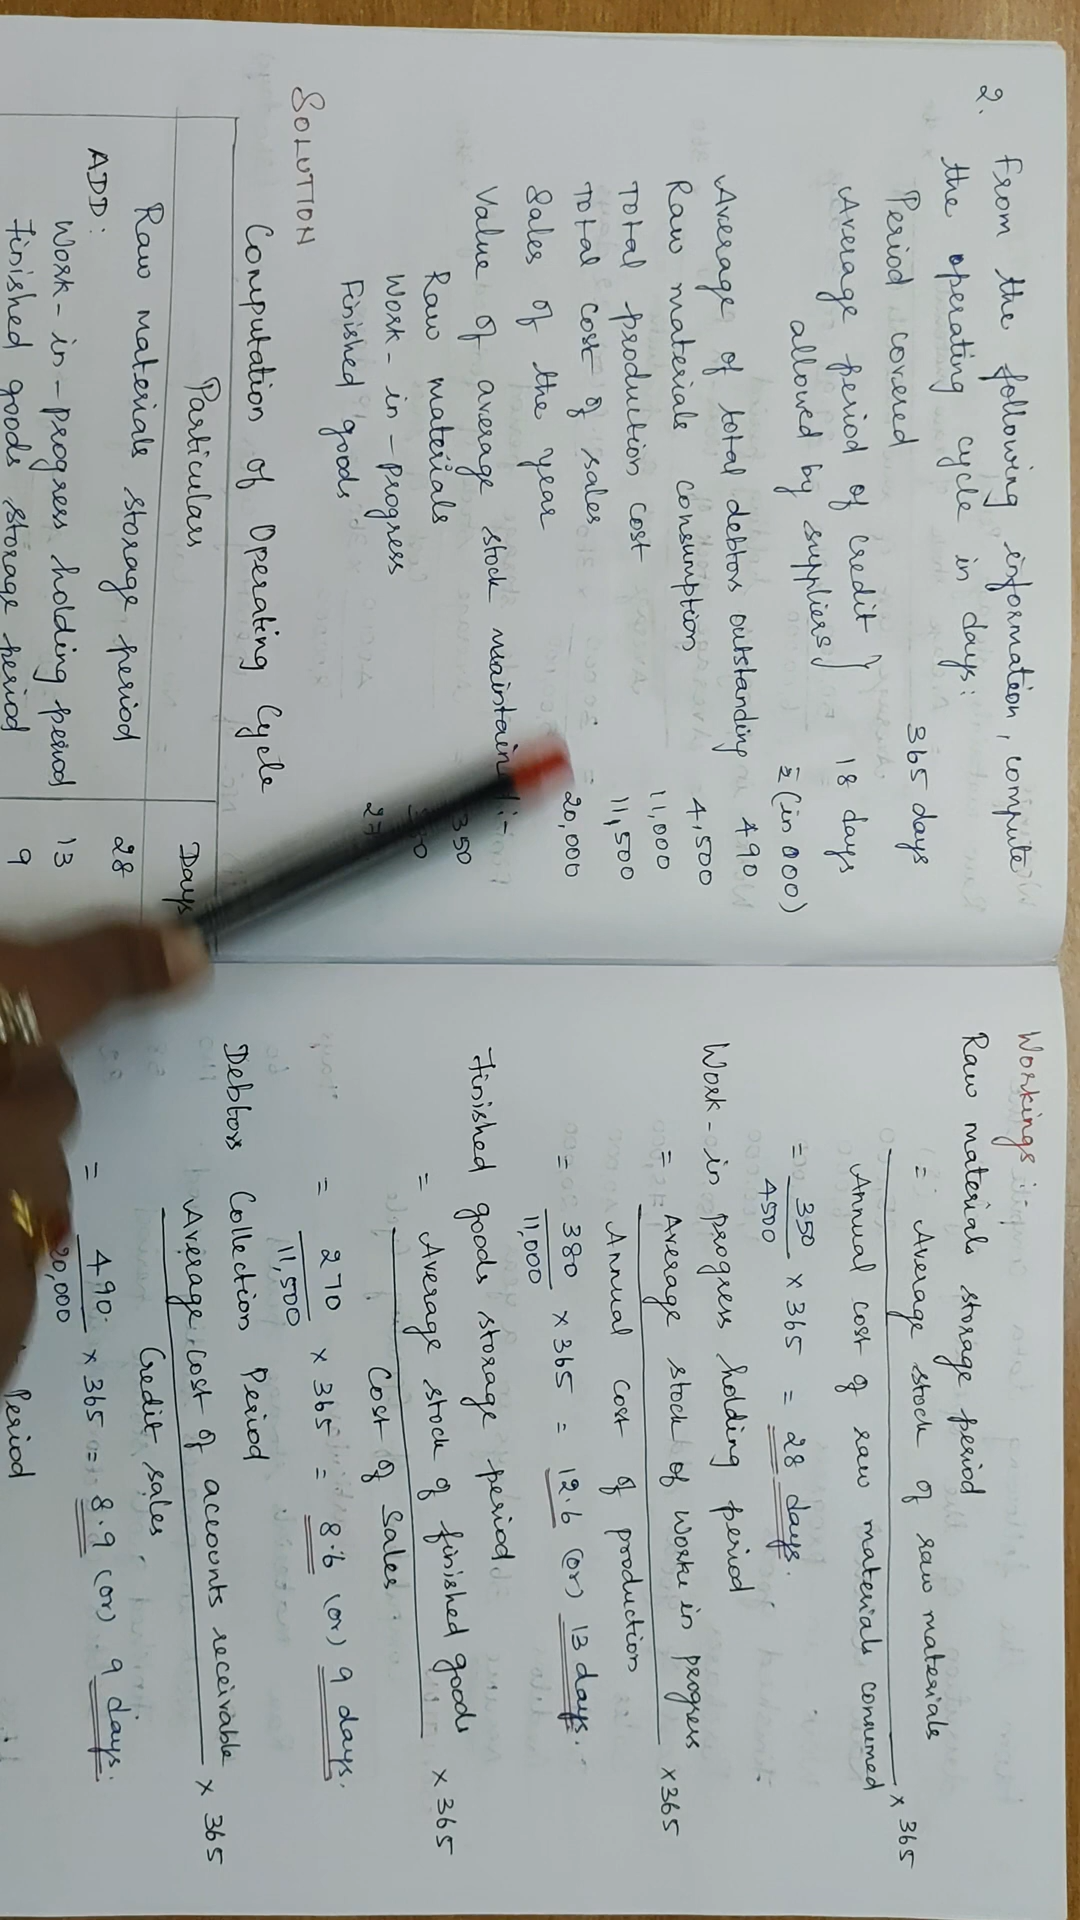 2. From the following information, compute
the operating cycle in days:
Period covered 365 days
Average period of credit } 18 days
allowed by suppliers
₹ (in 000)
Average of total debtors outstanding 490
Raw materials consumption 4,500
Total production cost 11,000
Total cost of sales 11,500
Sales of the year 20,000
Value of average stock maintain :-
Raw materials 350
Work-in-progress
Finished goods
SOLUTION
Computation of Operating Cycle
Particulars Days
Raw materials storage period 28
ADD:
Work-in-progress holding period 13
Finished goods storage period 9
Workings
Raw materials storage period
= Average stock of raw materials
Annual cost of raw materials consumed × 365
= 350
4500 × 365 = 28 days.
Work-in progress holding period
= Average stock of Work in progress
Annual cost of production × 365
= 380
11,000 × 365 = 12.6 (or) 13 days.
Finished goods storage period
= Average stock of finished goods
Cost of Sales × 365
= 270
11,500 × 365 = 8.6 (or) 9 days.
Debtors Collection Period
Average cost of accounts receivable
Credit sales × 365
= 490
20,000 × 365 = 8.9 (or) 9 days.
Period